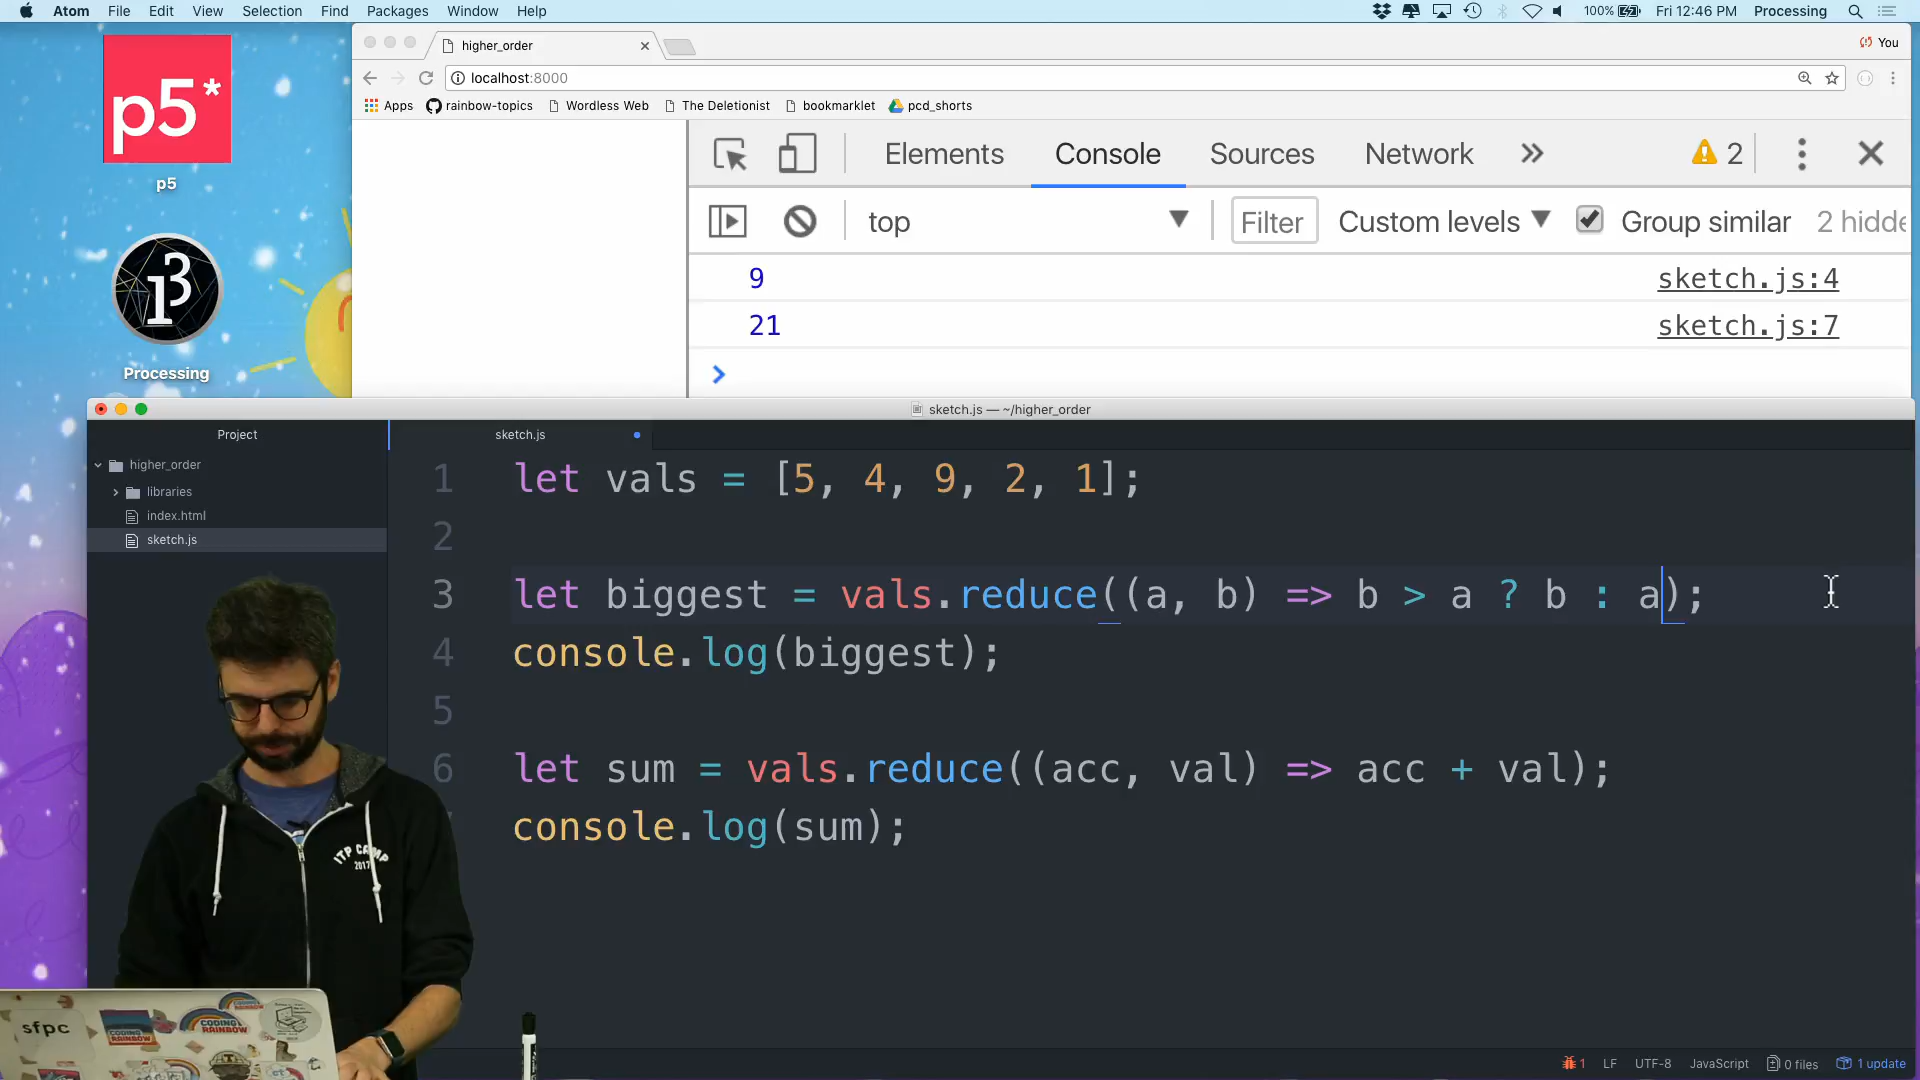 Atom File Edit View Selection Find Packages Window Help 100% Fri 12:46 PM Processing
higher_order You
localhost:8000
Apps rainbow-topics Wordless Web The Deletionist bookmarklet pcd_shorts
p5*
p5
Elements Console Sources Network 2
top Filter Custom levels Group similar 2 hidde
9 sketch.js:4
21 sketch.js:7
Processing
sketch.js — ~/higher_order
Project sketch.js
higher_order
libraries
index.html
sketch.js
1 let vals = [5, 4, 9, 2, 1];
2
3 let biggest = vals.reduce((a, b) => b > a ? b : a);
4 console.log(biggest);
5
6 let sum = vals.reduce((acc, val) => acc + val);
console.log(sum);
ITP CAMP
2017
sfpc
CODING
RAINBOW
1 LF UTF-8 JavaScript 0 files 1 update